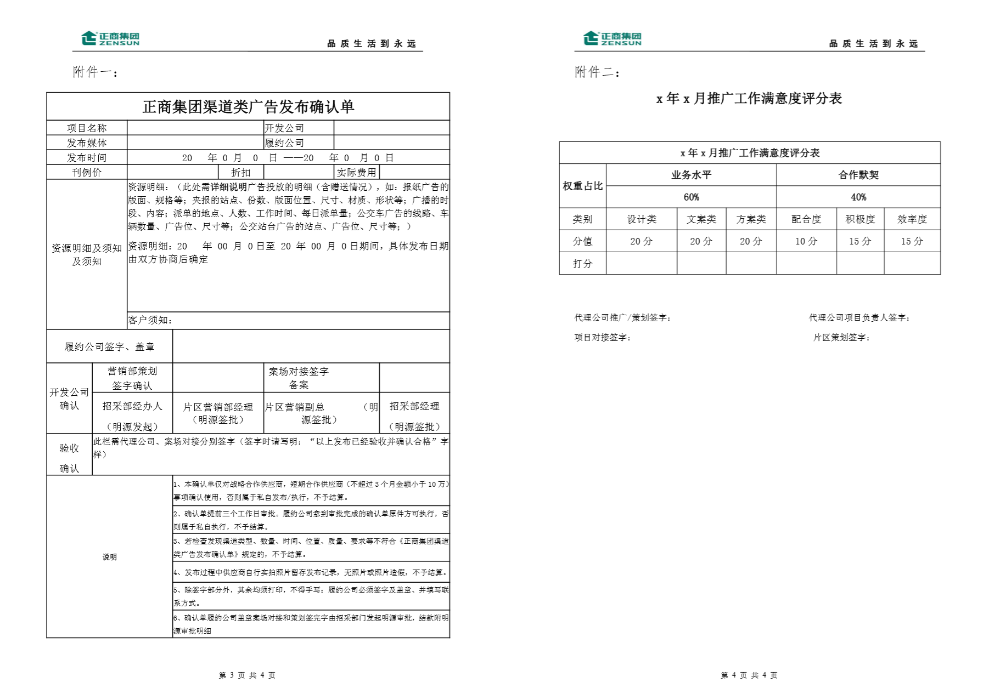 正商集团
ZENSUN
品质生活到永远
附件一：
正商集团渠道类广告发布确认单
项目名称 开发公司
发布媒体 履约公司
发布时间 20 年 0 月 0 日 ——20 年 0 月 0 日
刊例价 折扣 实际费用
资源明细及须知
及须知
资源明细：（此处需详细说明广告投放的明细（含赠送情况），如：报纸广告的
版面、规格等；夹报的站点、份数、版面位置、尺寸、材质、形状等；广播的时
段、内容；派单的地点、人数、工作时间、每日派单量；公交车广告的线路、车
辆数量、广告位、尺寸等；公交站台广告的站点、广告位、尺寸等；）
资源明细：20 年 00 月 0日至 20 年 00 月 0日期间，具体发布日期
由双方协商后确定
客户须知：
履约公司签字、盖章
开发公司
确认
营销部策划
签字确认
案场对接签字
备案
招采部经办人
（明源发起）
片区营销部经理
（明源签批）
片区营销副总 （明
源签批）
招采部经理
（明源签批）
验收
确认
此栏需代理公司、案场对接分别签字（签字时请写明：“以上发布已经验收并确认合格”字
样）
说明
1、本确认单仅对战略合作供应商，短期合作供应商（不超过3个月金额小于10万）
事项确认使用，否则属于私自发布/执行，不予结算。
2、确认单提前三个工作日审批。履约公司拿到审批完成的确认单原件方可执行，否
则属于私自执行，不予结算。
3、若检查发现渠道类型、数量、时间、位置、质量、要求等不符合《正商集团渠道
类广告发布确认单》规定的，不予结算。
4、发布过程中供应商自行实拍照片留存发布记录，无照片或照片造假，不予结算。
5、除签字部分外，其余均须打印，不得手写；履约公司必须签字及盖章、并填写联
系方式。
6、确认单履约公司盖章案场对接和策划签完字由招采部门发起明源审批，结款附明
源审批明细
第 3 页 共 4 页
正商集团
ZENSUN
品质生活到永远
附件二：
x 年 x 月推广工作满意度评分表
x 年 x 月推广工作满意度评分表
权重占比 业务水平 合作默契
60% 40%
类别 设计类 文案类 方案类 配合度 积极度 效率度
分值 20 分 20 分 20 分 10 分 15 分 15 分
打分
代理公司推广/策划签字： 代理公司项目负责人签字：
项目对接签字： 片区策划签字：
第 4 页 共 4 页